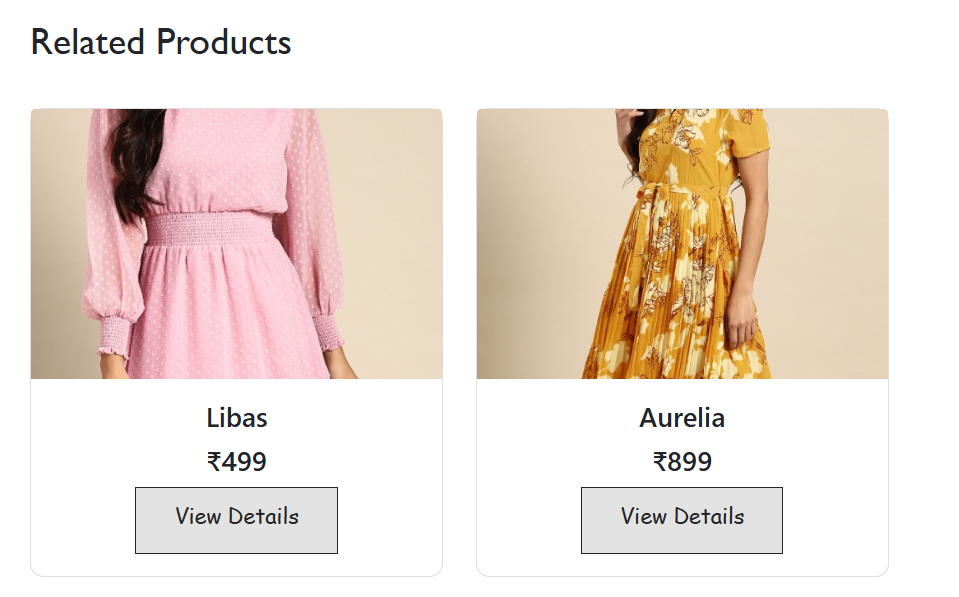 Related Products
Libas
₹499
View Details
Aurelia
₹899
View Details